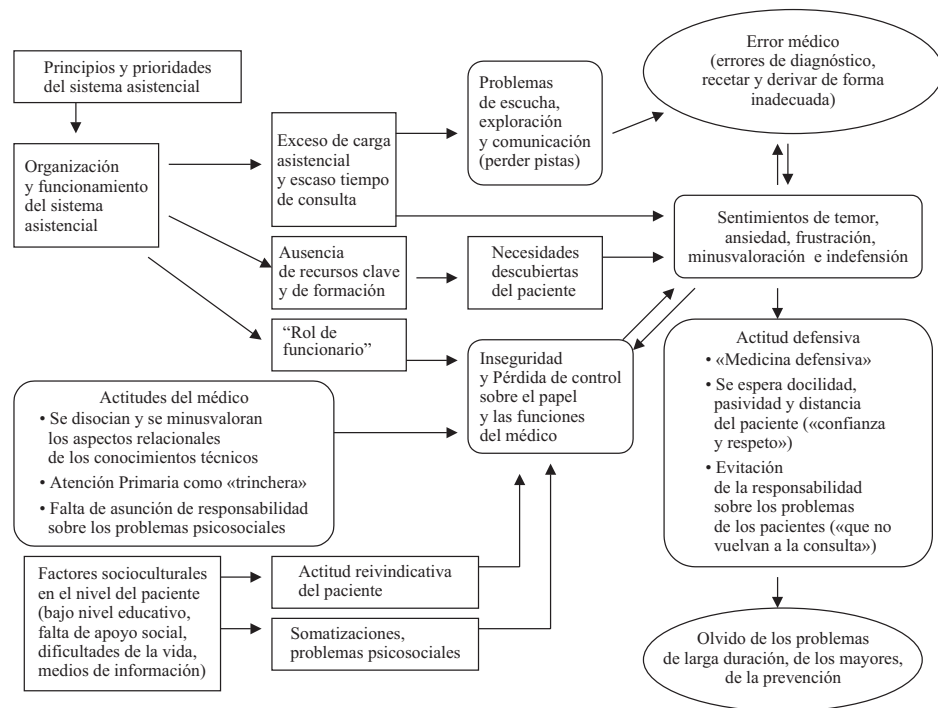 Principios y prioridades
del sistema asistencial
Organización
y funcionamiento
del sistema
asistencial
Exceso de carga
asistencial
y escaso tiempo
de consulta
Problemas
de escucha,
exploración
y comunicación
(perder pistas)
Error médico
(errores de diagnóstico,
recetar y derivar de forma
inadecuada)
Sentimientos de temor,
ansiedad, frustración,
minusvaloración e indefensión
Ausencia
de recursos clave
y de formación
Necesidades
descubiertas
del paciente
“Rol de
funcionario”
Inseguridad
y Pérdida de control
sobre el papel
y las funciones
del médico
Actitudes del médico
• Se disocian y se minusvaloran
los aspectos relacionales
de los conocimientos técnicos
• Atención Primaria como «trinchera»
• Falta de asunción de responsabilidad
sobre los problemas psicosociales
Actitud defensiva
• «Medicina defensiva»
• Se espera docilidad,
pasividad y distancia
del paciente («confianza
y respeto»)
• Evitación
de la responsabilidad
sobre los problemas
de los pacientes («que no
vuelvan a la consulta»)
Factores socioculturales
en el nivel del paciente
(bajo nivel educativo,
falta de apoyo social,
dificultades de la vida,
medios de información)
Actitud reivindicativa
del paciente
Somatizaciones,
problemas psicosociales
Olvido de los problemas
de larga duración, de los mayores,
de la prevención